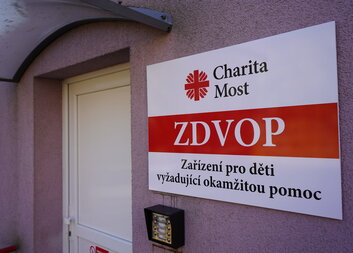 Charita
Most
ZDVOP
Zařízení pro děti
vyžadující okamžitou pomoc